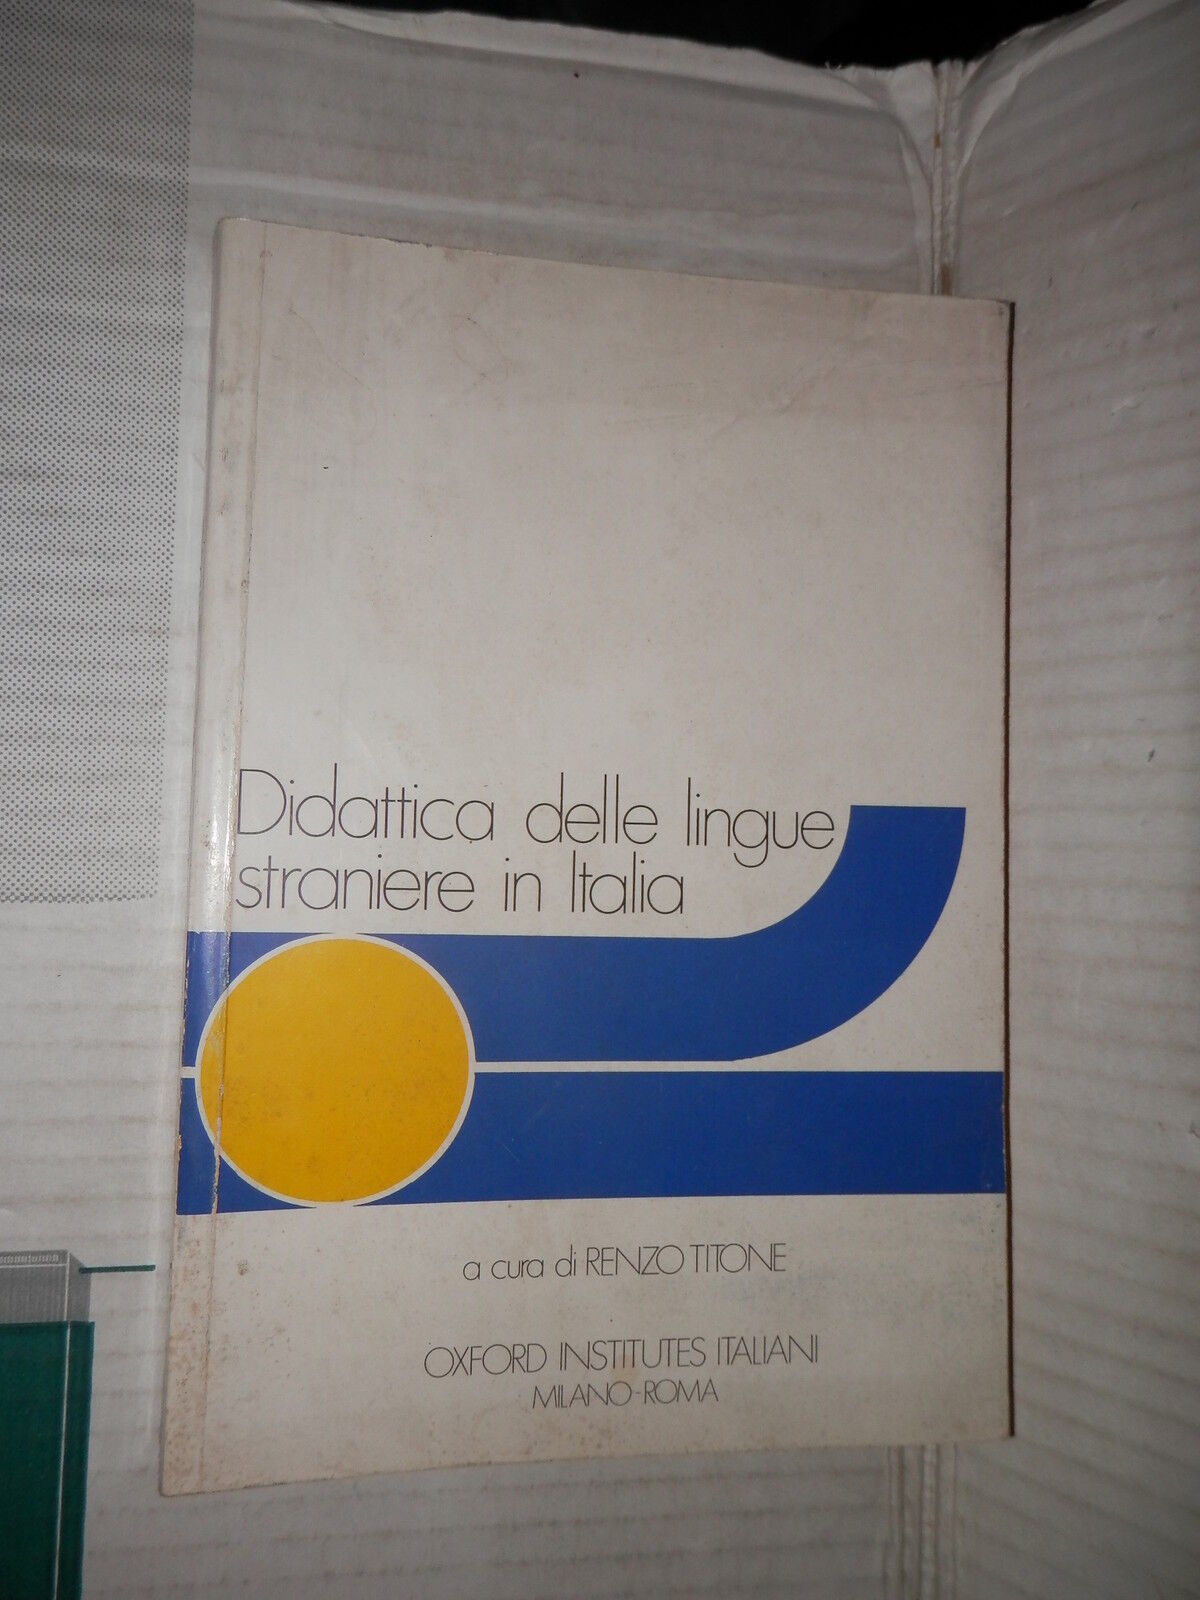 Didattica delle lingue
straniere in Italia
a cura di RENZO TITONE
OXFORD INSTITUTES ITALIANI
MILANO-ROMA